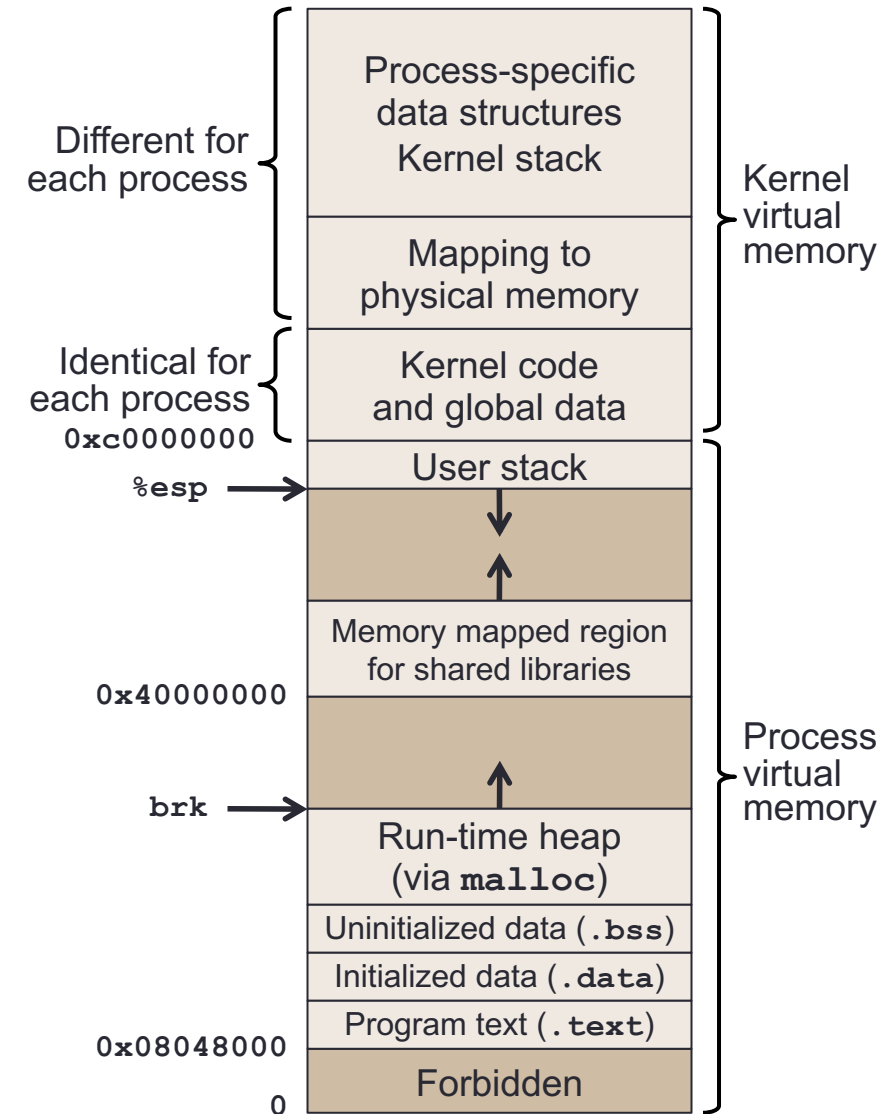 Process-specific
data structures
Kernel stack
Different for
each process
Kernel
virtual
memory
Mapping to
physical memory
Identical for
each process
Kernel code
and global data
0xc0000000
User stack
%esp
Memory mapped region
for shared libraries
0x40000000
Process
virtual
memory
brk
Run-time heap
(via malloc)
Uninitialized data (.bss)
Initialized data (.data)
Program text (.text)
0x08048000
Forbidden
0